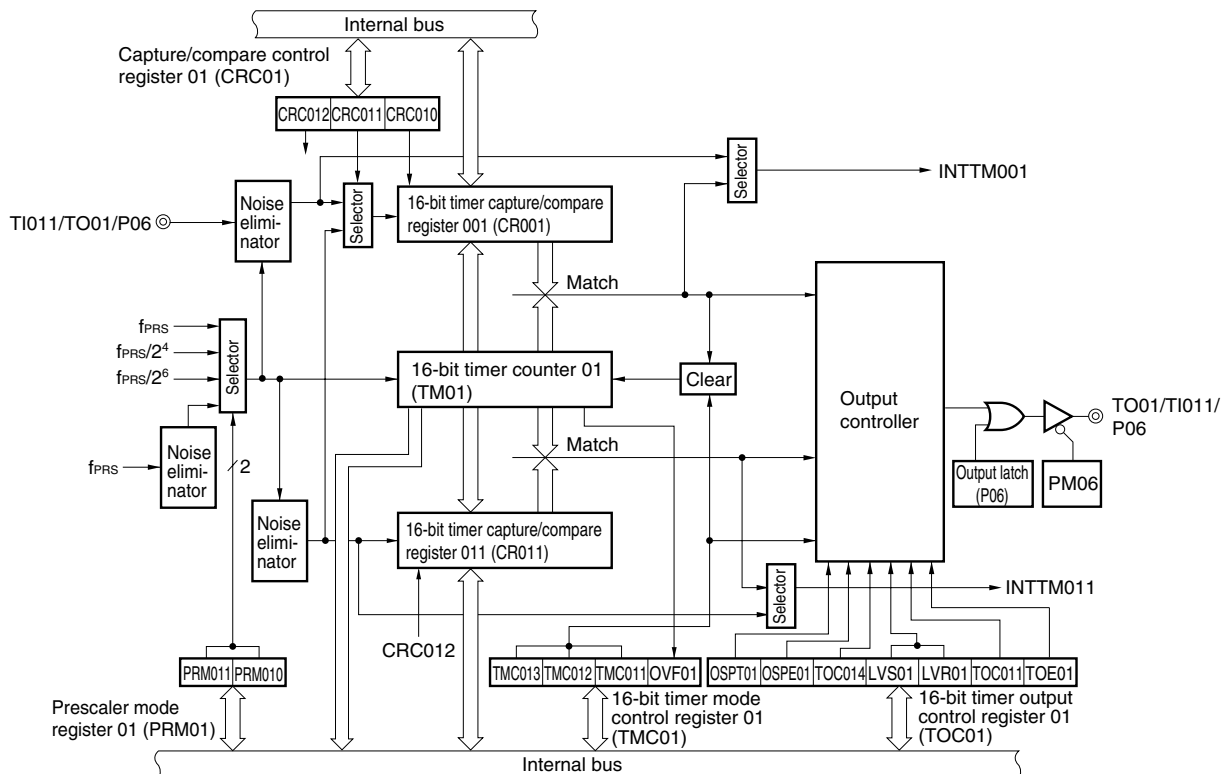 Internal bus
Capture/compare control
register 01 (CRC01)
CRC012 CRC011 CRC010
Selector
INTTM001
TI011/TO01/P06
Noise
elimi-
nator
Selector
16-bit timer capture/compare
register 001 (CR001)
Match
fPRS
fPRS/2⁴
fPRS/2⁶
Selector
16-bit timer counter 01
(TM01)
Clear
Output
controller
TO01/TI011/
P06
fPRS
Noise
elimi-
nator
2
Match
Output latch
(P06)
PM06
Noise
elimi-
nator
16-bit timer capture/compare
register 011 (CR011)
Selector
INTTM011
CRC012
PRM011 PRM010
TMC013 TMC012 TMC011 OVF01
OSPT01 OSPE01 TOC014 LVS01 LVR01 TOC011 TOE01
Prescaler mode
register 01 (PRM01)
16-bit timer mode
control register 01
(TMC01)
16-bit timer output
control register 01
(TOC01)
Internal bus